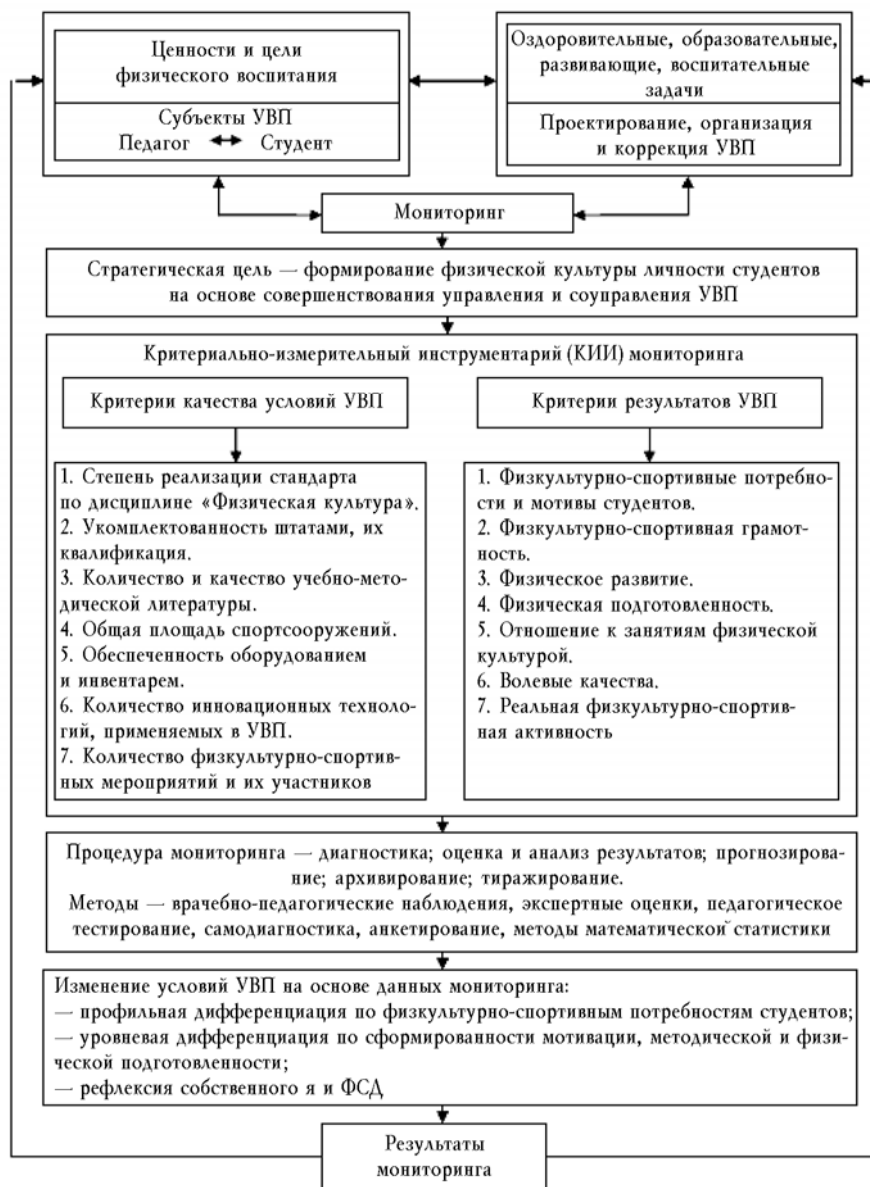 Ценности и цели
физического воспитания
Субъекты УВП
Педагог ↔ Студент
Оздоровительные, образовательные,
развивающие, воспитательные
задачи
Проектирование, организация
и коррекция УВП
Мониторинг
Стратегическая цель — формирование физической культуры личности студентов
на основе совершенствования управления и соуправления УВП
Критериально-измерительный инструментарий (КИИ) мониторинга
Критерии качества условий УВП
1. Степень реализации стандарта
по дисциплине «Физическая культура».
2. Укомплектованность штатами, их
квалификация.
3. Количество и качество учебно-мето-
дической литературы.
4. Общая площадь спортсооружений.
5. Обеспеченность оборудованием
и инвентарем.
6. Количество инновационных техноло-
гий, применяемых в УВП.
7. Количество физкультурно-спортив-
ных мероприятий и их участников
Критерии результатов УВП
1. Физкультурно-спортивные потребно-
сти и мотивы студентов.
2. Физкультурно-спортивная грамот-
ность.
3. Физическое развитие.
4. Физическая подготовленность.
5. Отношение к занятиям физической
культурой.
6. Волевые качества.
7. Реальная физкультурно-спортив-
ная активность
Процедура мониторинга — диагностика; оценка и анализ результатов; прогнозирова-
ние; архивирование; тиражирование.
Методы — врачебно-педагогические наблюдения, экспертные оценки, педагогическое
тестирование, самодиагностика, анкетирование, методы математической статистики
Изменение условий УВП на основе данных мониторинга:
— профильная дифференциация по физкультурно-спортивным потребностям студентов;
— уровневая дифференциация по сформированности мотивации, методической и физи-
ческой подготовленности;
— рефлексия собственного я и ФСД
Результаты
мониторинга